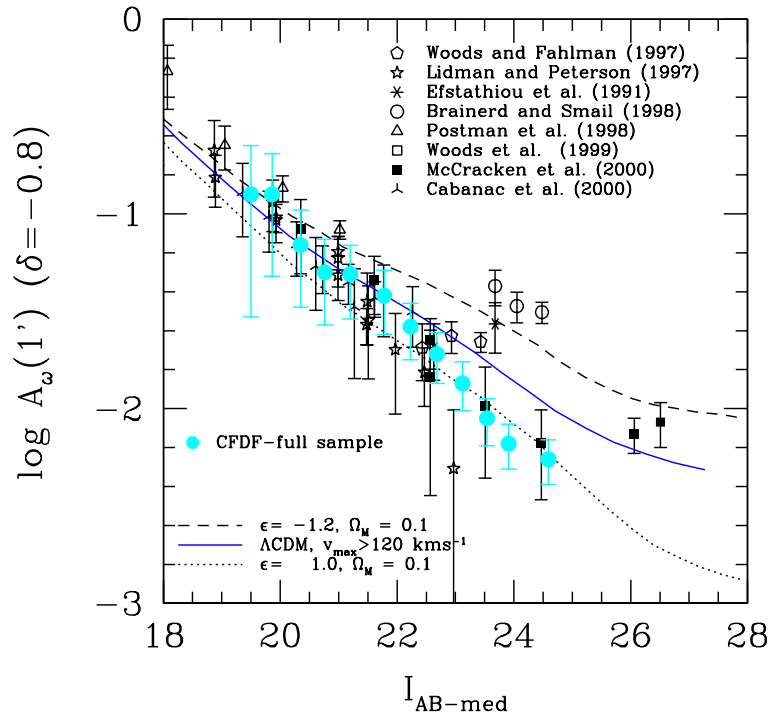 0
−1
−2
−3
log A_ω(1') (δ=−0.8)
Woods and Fahlman (1997)
Lidman and Peterson (1997)
Efstathiou et al. (1991)
Brainerd and Smail (1998)
Postman et al. (1998)
Woods et al. (1999)
McCracken et al. (2000)
Cabanac et al. (2000)
CFDF−full sample
ε= −1.2, Ω_M = 0.1
ΛCDM, v_max>120 kms⁻¹
ε= 1.0, Ω_M = 0.1
18 20 22 24 26 28
I_AB−med